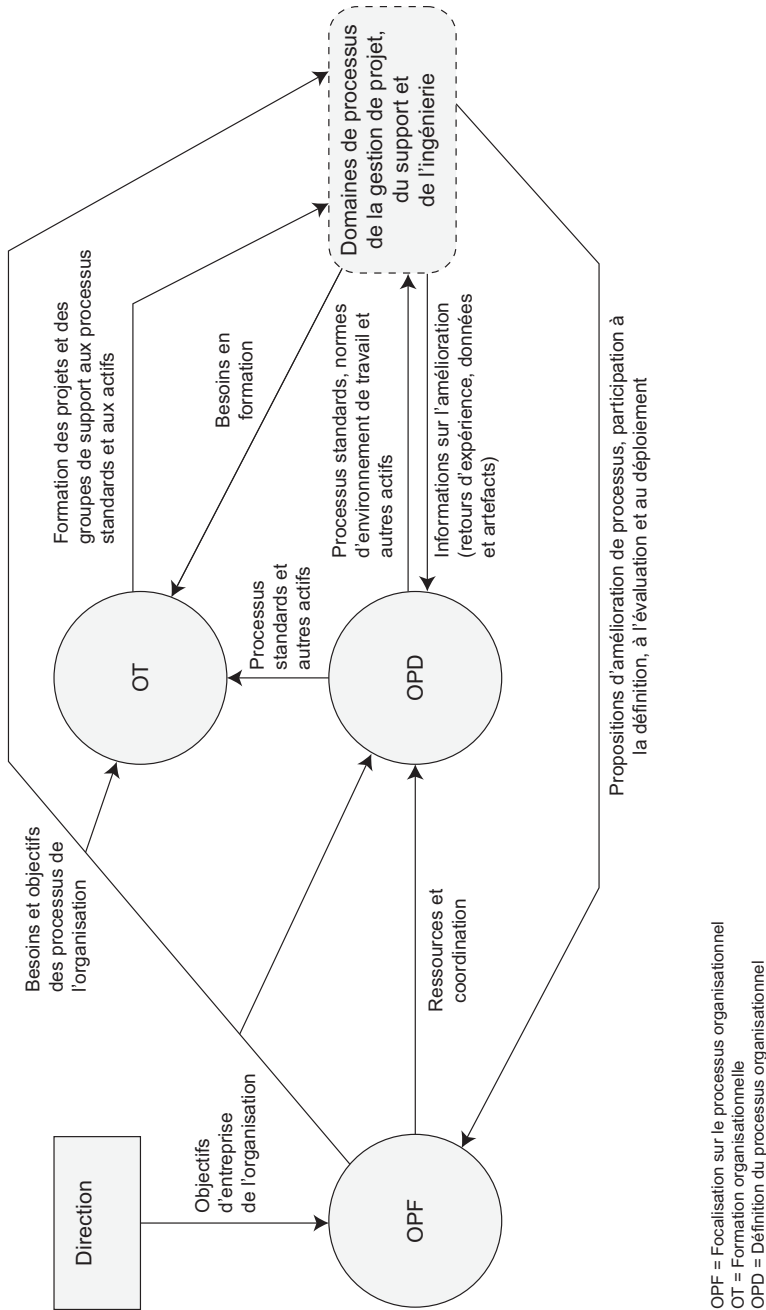 Direction
Objectifs
d'entreprise
de l'organisation
OPF
Besoins et objectifs
des processus de
l'organisation
Ressources et
coordination
OT
Processus
standards et
autres actifs
OPD
Formation des projets et des
groupes de support aux processus
standards et aux actifs
Besoins en
formation
Processus standards, normes
d'environnement de travail et
autres actifs
Informations sur l'amélioration
(retours d'expérience, données
et artefacts)
Domaines de processus
de la gestion de projet,
du support et
de l'ingénierie
Propositions d'amélioration de processus, participation à
la définition, à l'évaluation et au déploiement
OPF = Focalisation sur le processus organisationnel
OT = Formation organisationnelle
OPD = Définition du processus organisationnel